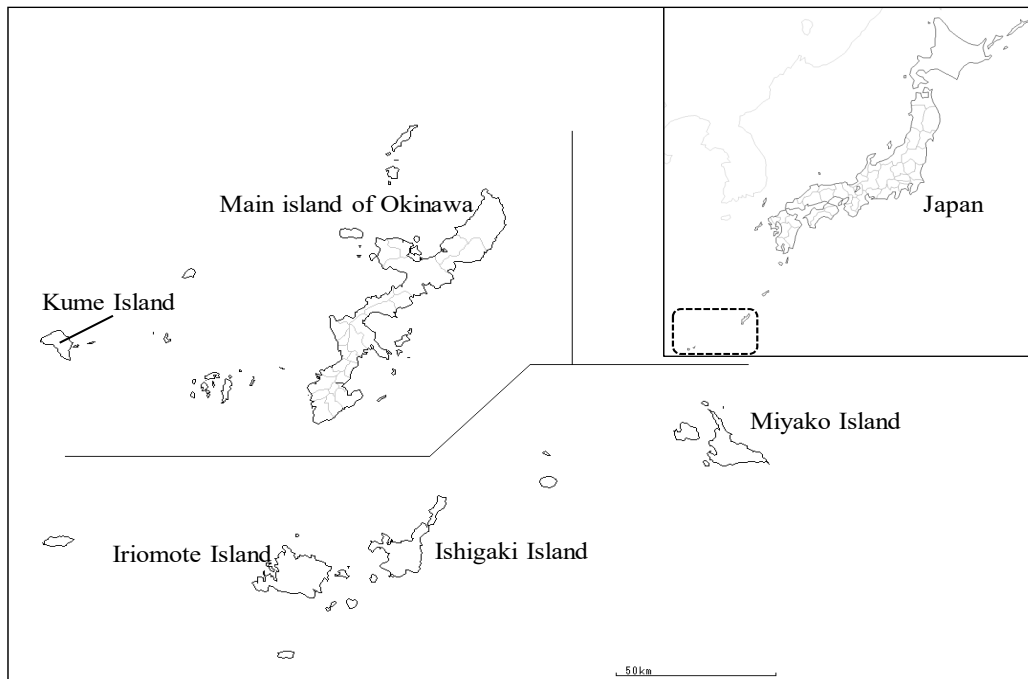 Main island of Okinawa
Japan
Kume Island
Miyako Island
Iriomote Island
Ishigaki Island
50km